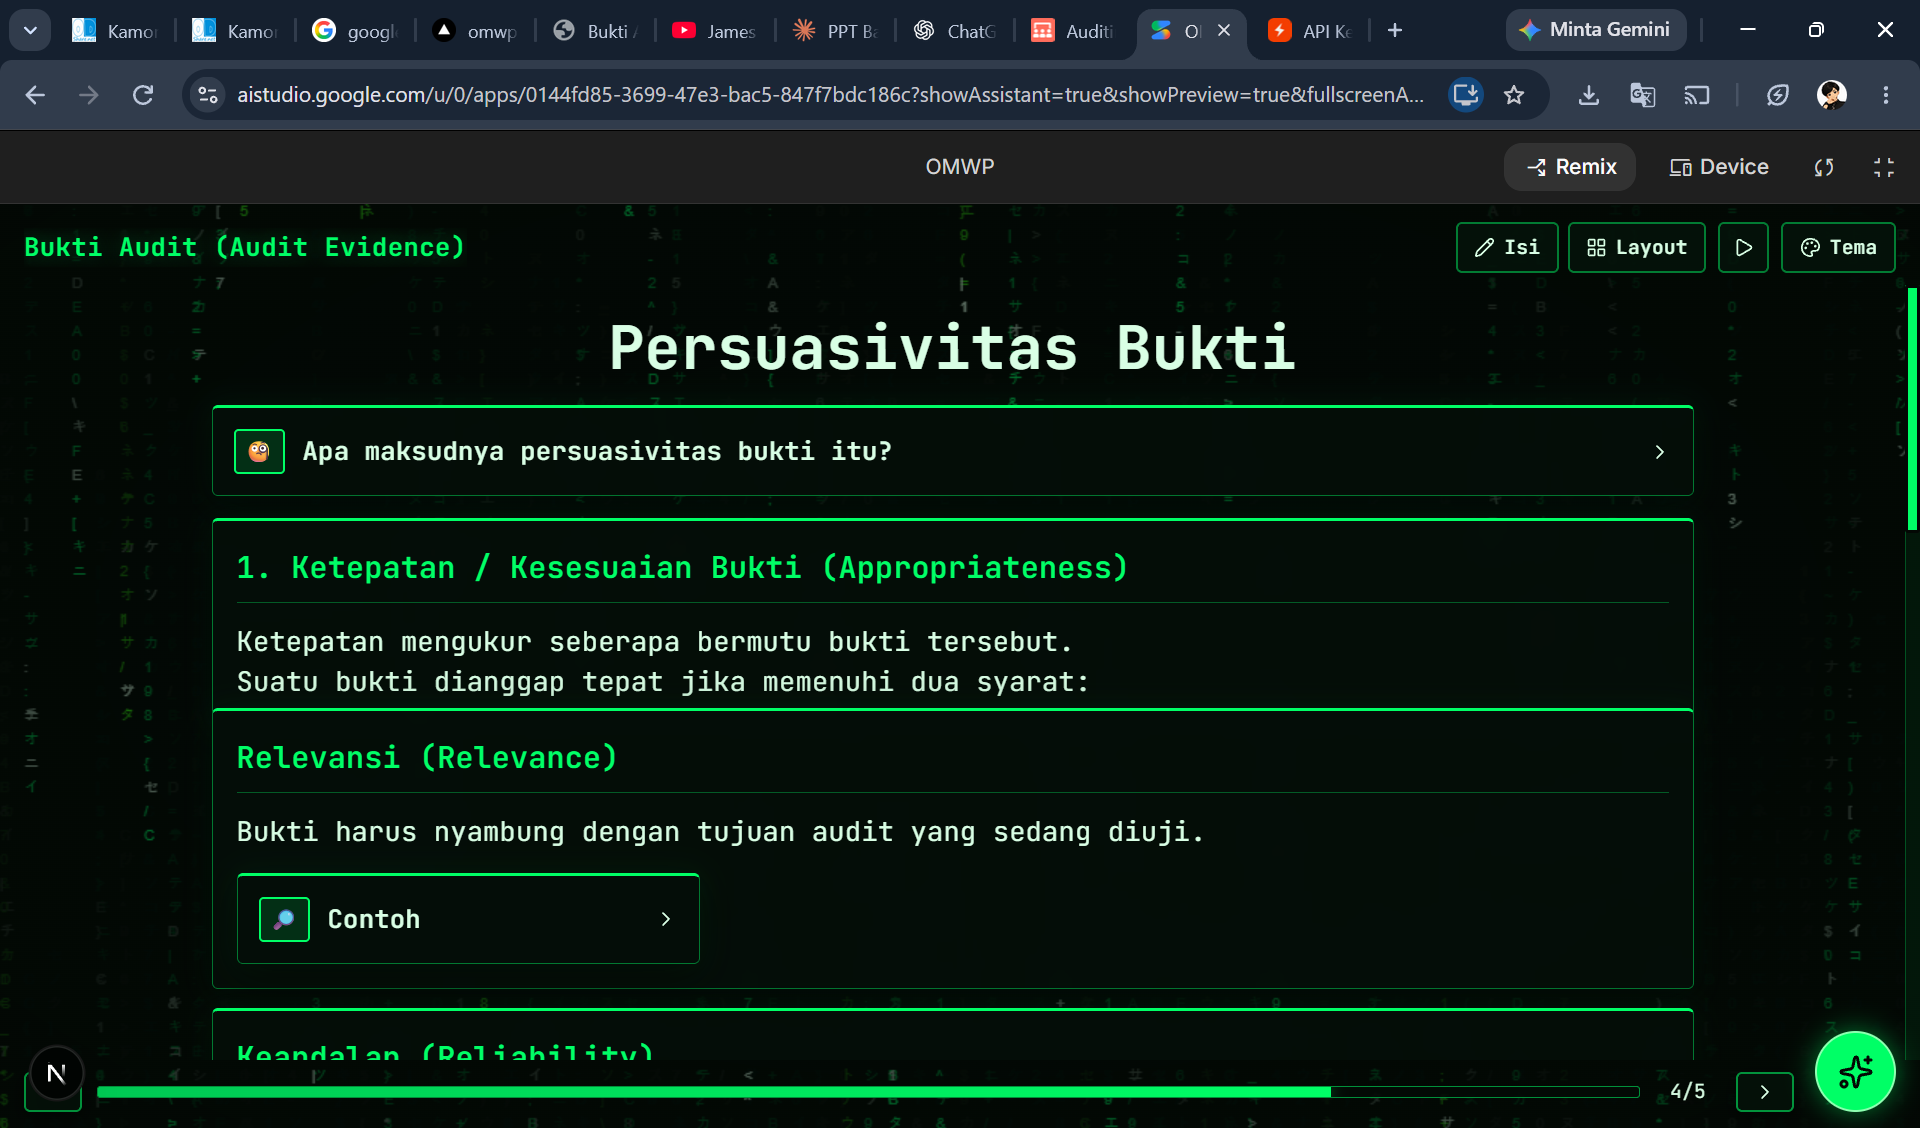 Kamo
Kamo
googl
omwp
Bukti
James
PPT B
ChatG
Auditi
O
API Ke
Minta Gemini
aistudio.google.com/u/0/apps/0144fd85-3699-47e3-bac5-847f7bdc186c?showAssistant=true&showPreview=true&fullscreenA...
OMWP
Remix
Device
Bukti Audit (Audit Evidence)
Isi
Layout
Tema
Persuasivitas Bukti
Apa maksudnya persuasivitas bukti itu?
1. Ketepatan / Kesesuaian Bukti (Appropriateness)
Ketepatan mengukur seberapa bermutu bukti tersebut.
Suatu bukti dianggap tepat jika memenuhi dua syarat:
Relevansi (Relevance)
Bukti harus nyambung dengan tujuan audit yang sedang diuji.
Contoh
Keandalan (Reliability)
N
4/5